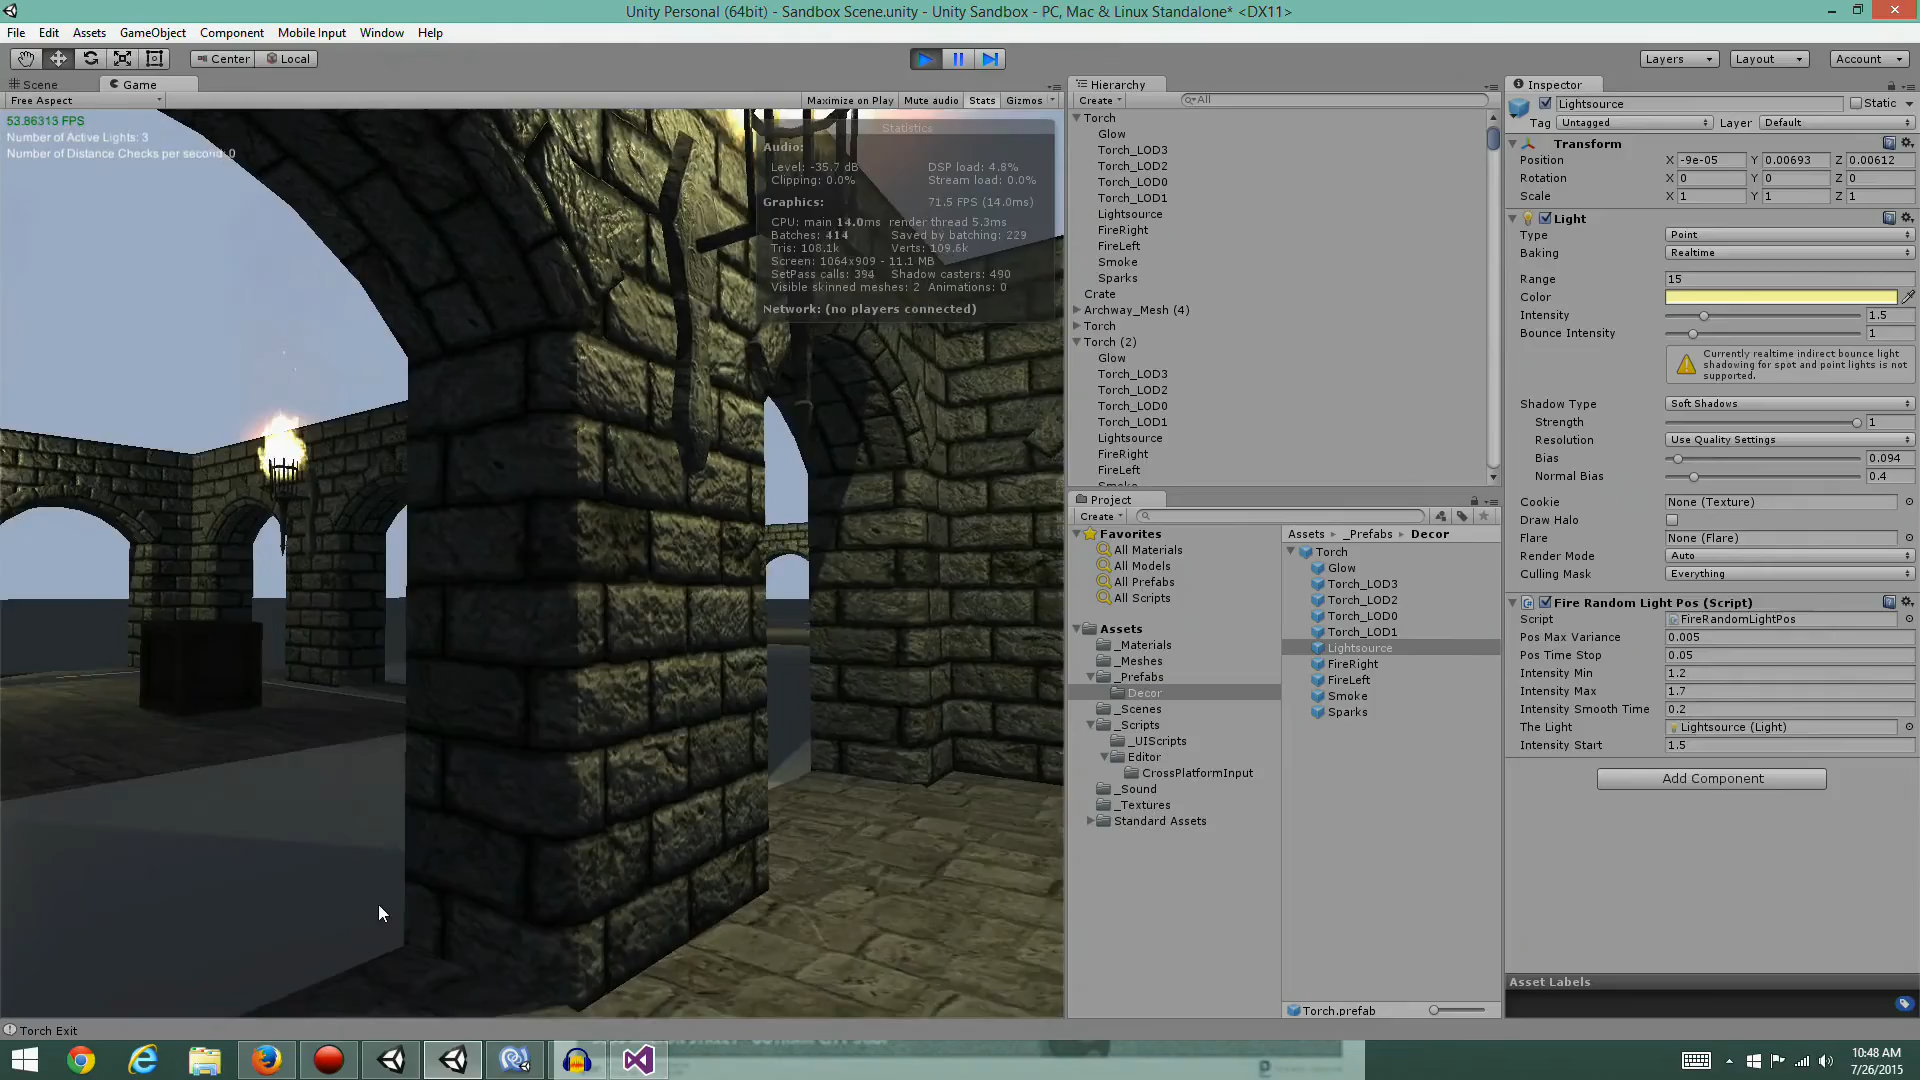 Unity Personal (64bit) - Sandbox Scene.unity - Unity Sandbox - PC, Mac & Linux Standalone* <DX11>
File Edit Assets GameObject Component Mobile Input Window Help
Center Local Layers Layout Account
Scene Game
Free Aspect Maximize on Play Mute audio Stats Gizmos
53.86313 FPS
Number of Active Lights: 3
Number of Distance Checks per second: 0
Statistics
Audio:
Level: -35.7 dB DSP load: 4.8%
Clipping: 0.0% Stream load: 0.0%
Graphics: 71.5 FPS (14.0ms)
CPU: main 14.0ms render thread 5.3ms
Batches: 414 Saved by batching: 229
Tris: 108.1k Verts: 109.6k
Screen: 1064x909 - 11.1 MB
SetPass calls: 394 Shadow casters: 490
Visible skinned meshes: 2 Animations: 0
Network: (no players connected)
Hierarchy
Create All
Torch
Glow
Torch_LOD3
Torch_LOD2
Torch_LOD0
Torch_LOD1
Lightsource
FireRight
FireLeft
Smoke
Sparks
Crate
Archway_Mesh (4)
Torch
Torch (2)
Glow
Torch_LOD3
Torch_LOD2
Torch_LOD0
Torch_LOD1
Lightsource
FireRight
FireLeft
Smoke
Project
Create
Favorites
All Materials
All Models
All Prefabs
All Scripts
Assets
_Materials
_Meshes
_Prefabs
Decor
_Scenes
_Scripts
_UIScripts
Editor
CrossPlatformInput
_Sound
_Textures
Standard Assets
Assets _Prefabs Decor
Torch
Glow
Torch_LOD3
Torch_LOD2
Torch_LOD0
Torch_LOD1
Lightsource
FireRight
FireLeft
Smoke
Sparks
Torch.prefab
Inspector
Lightsource Static
Tag Untagged Layer Default
Transform
Position X -9e-05 Y 0.00693 Z 0.00612
Rotation X 0 Y 0 Z 0
Scale X 1 Y 1 Z 1
Light
Type Point
Baking Realtime
Range 15
Color
Intensity 1.5
Bounce Intensity 1
Currently realtime indirect bounce light
shadowing for spot and point lights is not
supported.
Shadow Type Soft Shadows
Strength 1
Resolution Use Quality Settings
Bias 0.094
Normal Bias 0.4
Cookie None (Texture)
Draw Halo
Flare None (Flare)
Render Mode Auto
Culling Mask Everything
Fire Random Light Pos (Script)
Script FireRandomLightPos
Pos Max Variance 0.005
Pos Time Stop 0.05
Intensity Min 1.2
Intensity Max 1.7
Intensity Smooth Time 0.2
The Light Lightsource (Light)
Intensity Start 1.5
Add Component
Asset Labels
Torch Exit
10:48 AM
7/26/2015